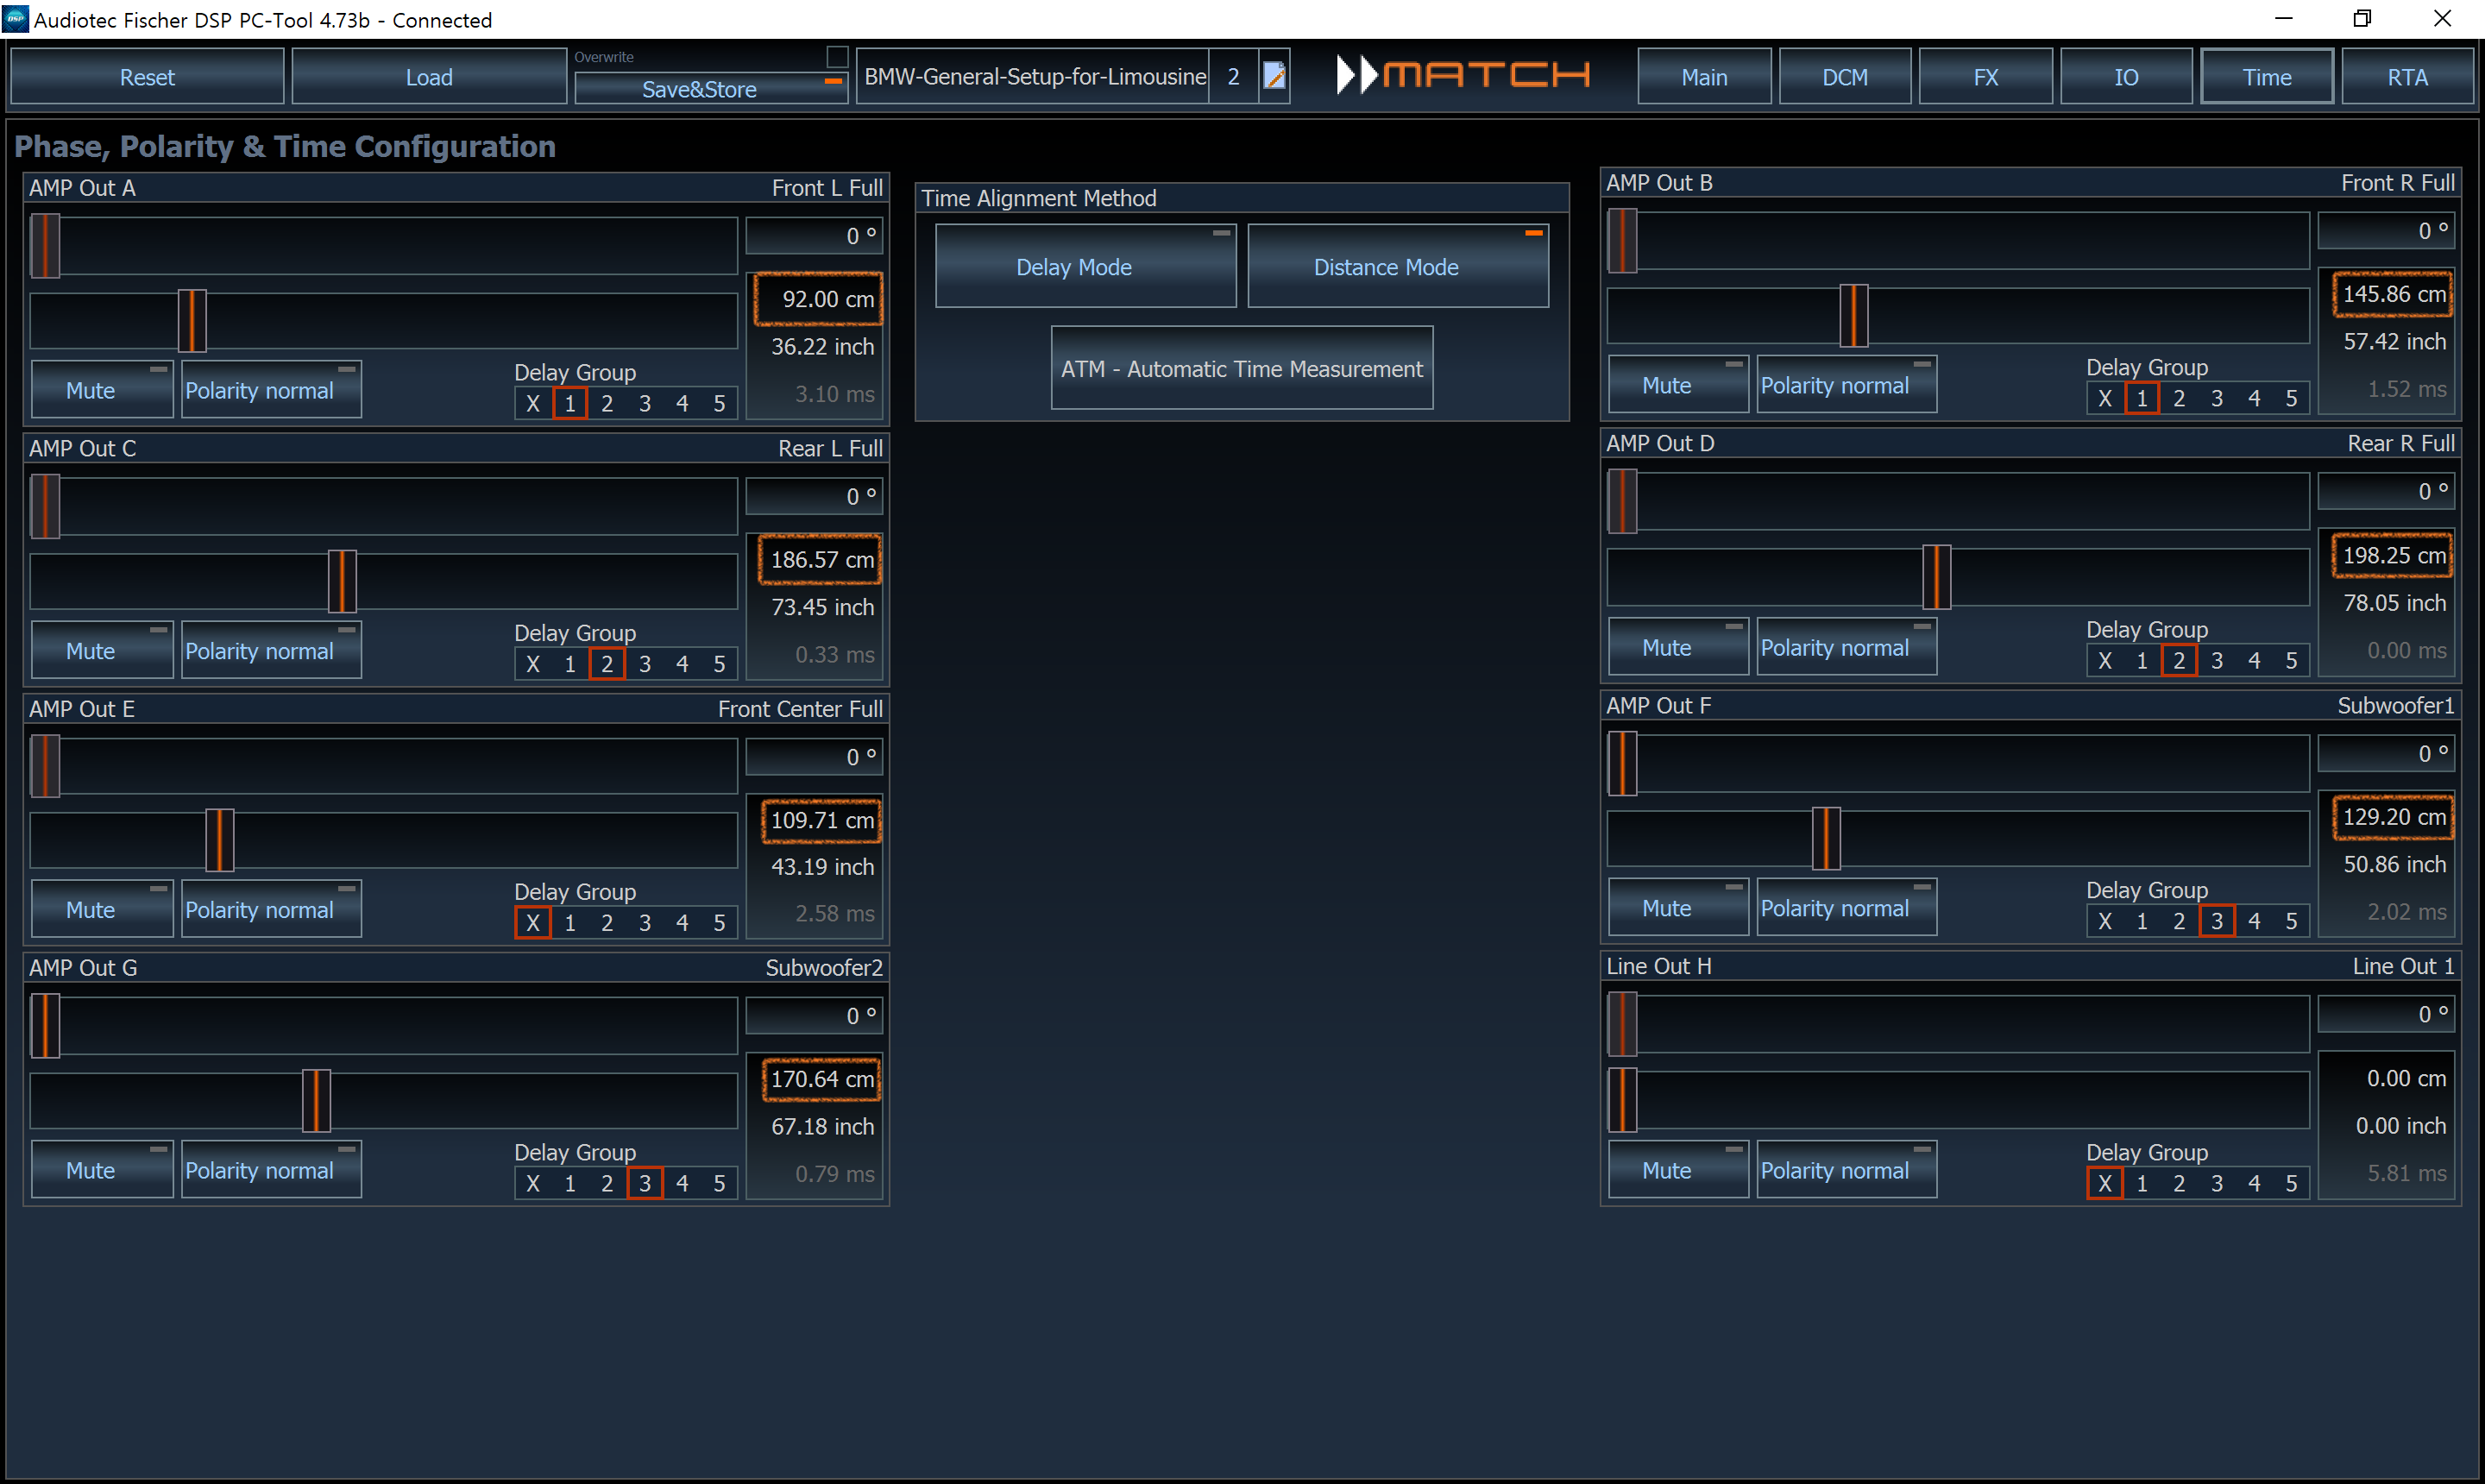 Audiotec Fischer DSP PC-Tool 4.73b - Connected
Reset
Load
Overwrite
Save&Store
BMW-General-Setup-for-Limousine
2
MATCH
Main
DCM
FX
IO
Time
RTA
Phase, Polarity & Time Configuration
AMP Out A Front L Full
0 °
92.00 cm
36.22 inch
3.10 ms
Mute
Polarity normal
Delay Group
X 1 2 3 4 5
Time Alignment Method
Delay Mode
Distance Mode
ATM - Automatic Time Measurement
AMP Out B Front R Full
0 °
145.86 cm
57.42 inch
1.52 ms
Mute
Polarity normal
Delay Group
X 1 2 3 4 5
AMP Out C Rear L Full
0 °
186.57 cm
73.45 inch
0.33 ms
Mute
Polarity normal
Delay Group
X 1 2 3 4 5
AMP Out D Rear R Full
0 °
198.25 cm
78.05 inch
0.00 ms
Mute
Polarity normal
Delay Group
X 1 2 3 4 5
AMP Out E Front Center Full
0 °
109.71 cm
43.19 inch
2.58 ms
Mute
Polarity normal
Delay Group
X 1 2 3 4 5
AMP Out F Subwoofer1
0 °
129.20 cm
50.86 inch
2.02 ms
Mute
Polarity normal
Delay Group
X 1 2 3 4 5
AMP Out G Subwoofer2
0 °
170.64 cm
67.18 inch
0.79 ms
Mute
Polarity normal
Delay Group
X 1 2 3 4 5
Line Out H Line Out 1
0 °
0.00 cm
0.00 inch
5.81 ms
Mute
Polarity normal
Delay Group
X 1 2 3 4 5